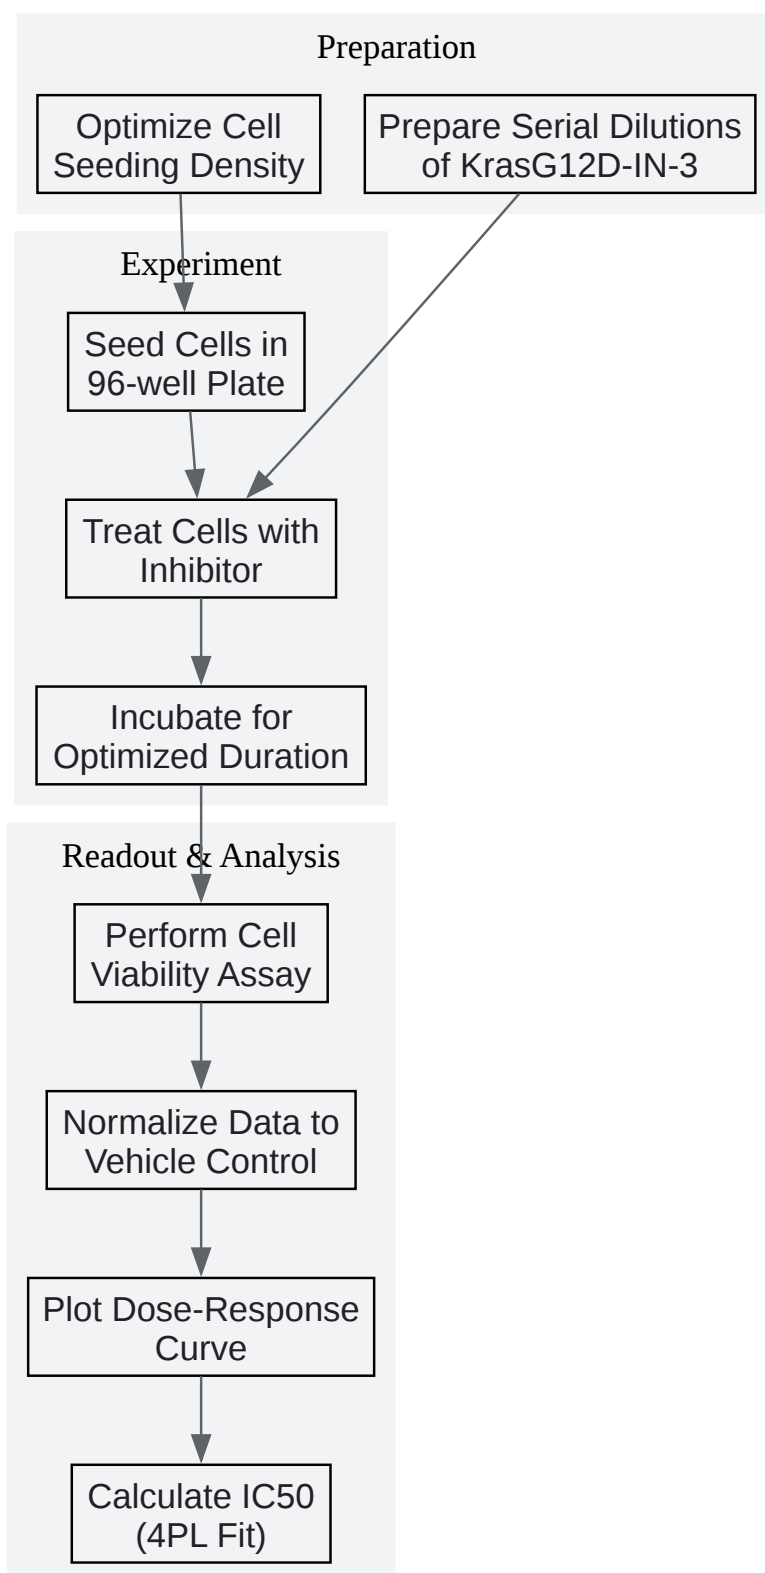 Preparation
Optimize Cell
Seeding Density
Prepare Serial Dilutions
of KrasG12D-IN-3
Experiment
Seed Cells in
96-well Plate
Treat Cells with
Inhibitor
Incubate for
Optimized Duration
Readout & Analysis
Perform Cell
Viability Assay
Normalize Data to
Vehicle Control
Plot Dose-Response
Curve
Calculate IC50
(4PL Fit)